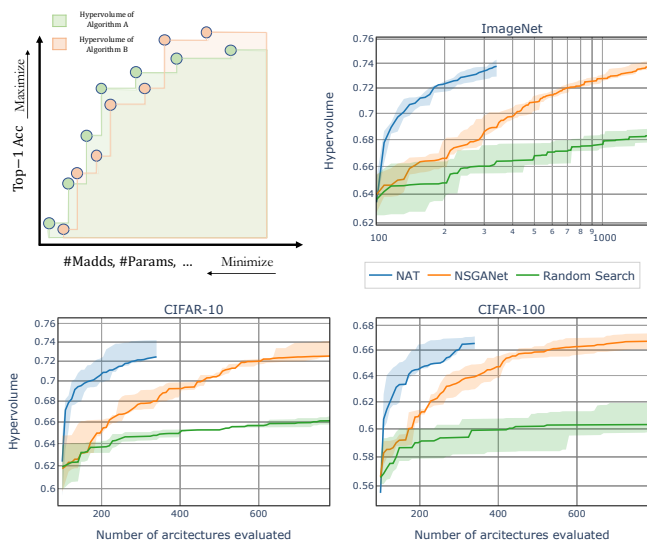 Hypervolume of
Algorithm A
Hypervolume of
Algorithm B
Top−1 Acc
Maximize
#Madds, #Params, ...
Minimize
ImageNet
Hypervolume
0.76
0.74
0.72
0.7
0.68
0.66
0.64
0.62
100
2
3
4
5
6
7
8
9
1000
NAT
NSGANet
Random Search
CIFAR-10
Hypervolume
0.76
0.74
0.72
0.7
0.68
0.66
0.64
0.62
0.6
200
400
600
Number of arcitectures evaluated
CIFAR-100
0.68
0.66
0.64
0.62
0.6
0.58
0.56
200
400
600
Number of arcitectures evaluated